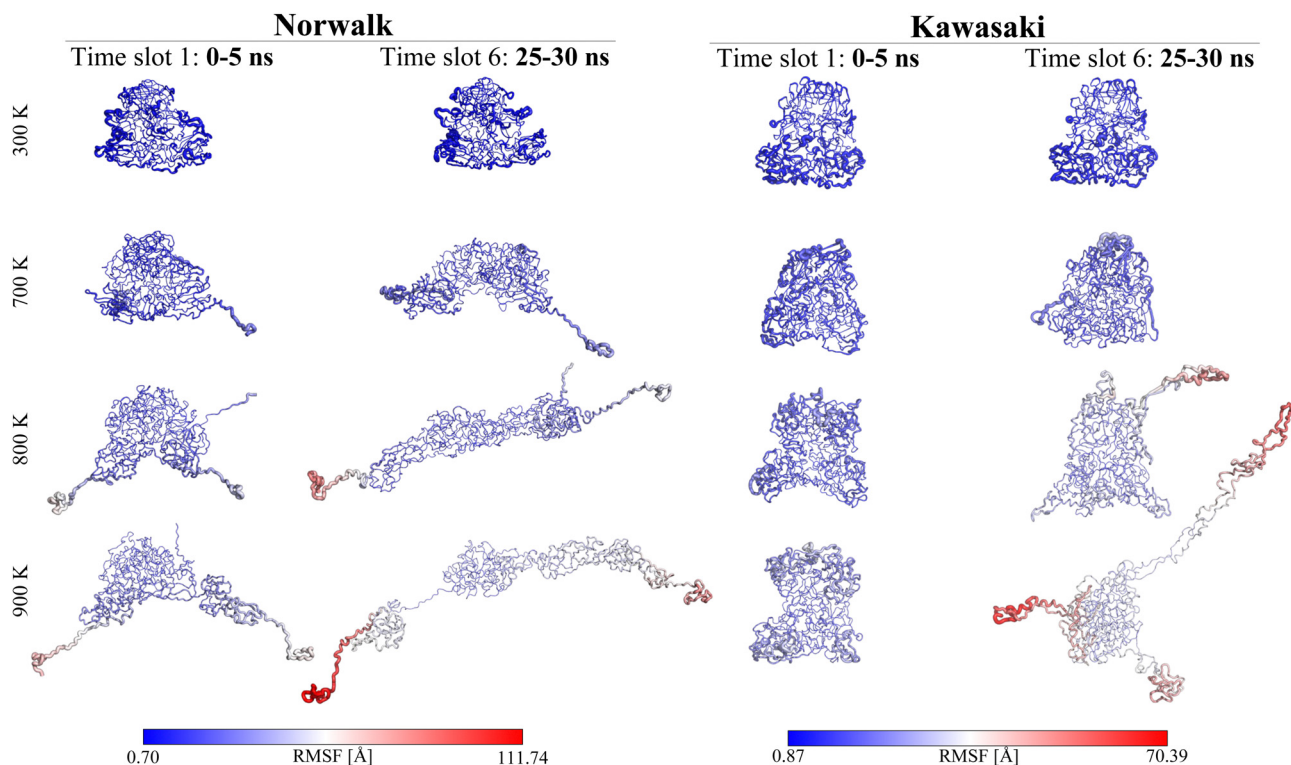 Norwalk
Kawasaki
Time slot 1: 0-5 ns
Time slot 6: 25-30 ns
Time slot 1: 0-5 ns
Time slot 6: 25-30 ns
300 K
700 K
800 K
900 K
0.70
RMSF [Å]
111.74
0.87
RMSF [Å]
70.39